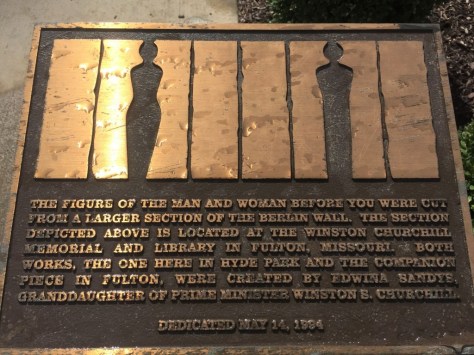 THE FIGURE OF THE MAN AND WOMAN BEFORE YOU WERE CUT
FROM A LARGER SECTION OF THE BERLIN WALL. THE SECTION
DEPICTED ABOVE IS LOCATED AT THE WINSTON CHURCHILL
MEMORIAL AND LIBRARY IN FULTON, MISSOURI. BOTH
WORKS, THE ONE HERE IN HYDE PARK AND THE COMPANION
PIECE IN FULTON, WERE CREATED BY EDWINA SANDYS,
GRANDDAUGHTER OF PRIME MINISTER WINSTON S. CHURCHILL
DEDICATED MAY 14, 1994